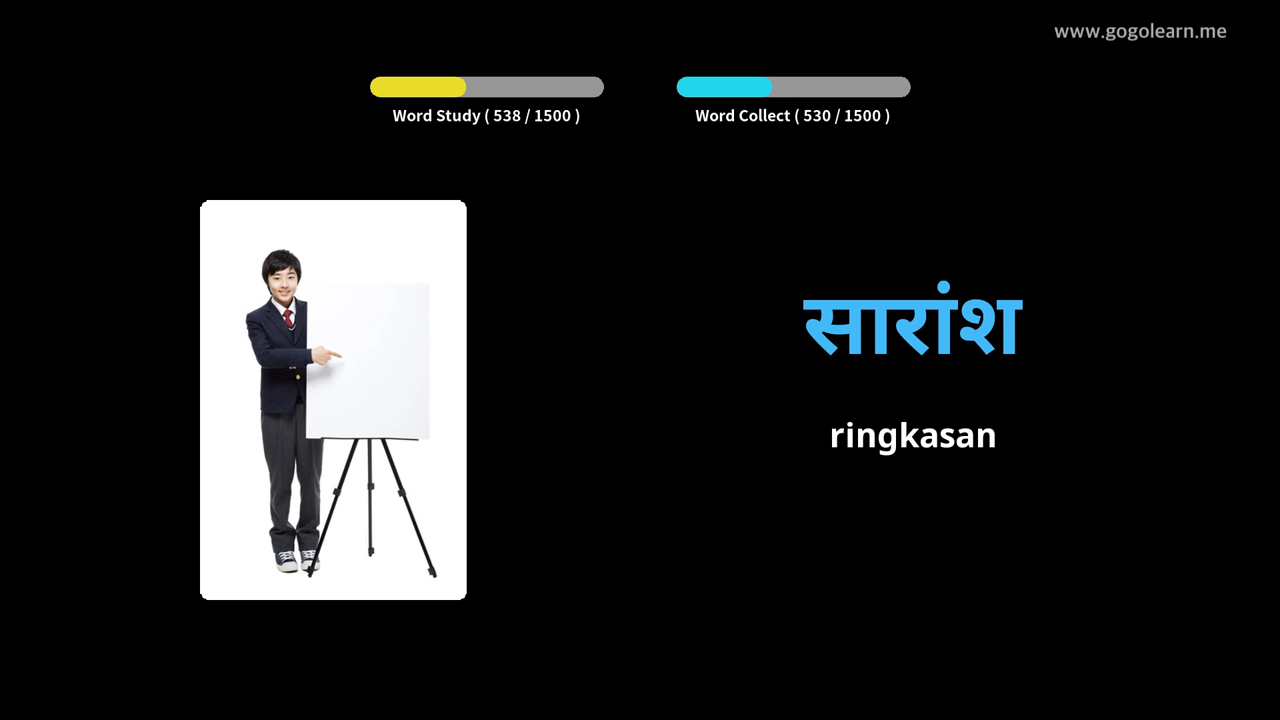 www.gogolearn.me
Word Study ( 538 / 1500 )
Word Collect ( 530 / 1500 )
सारांश
ringkasan